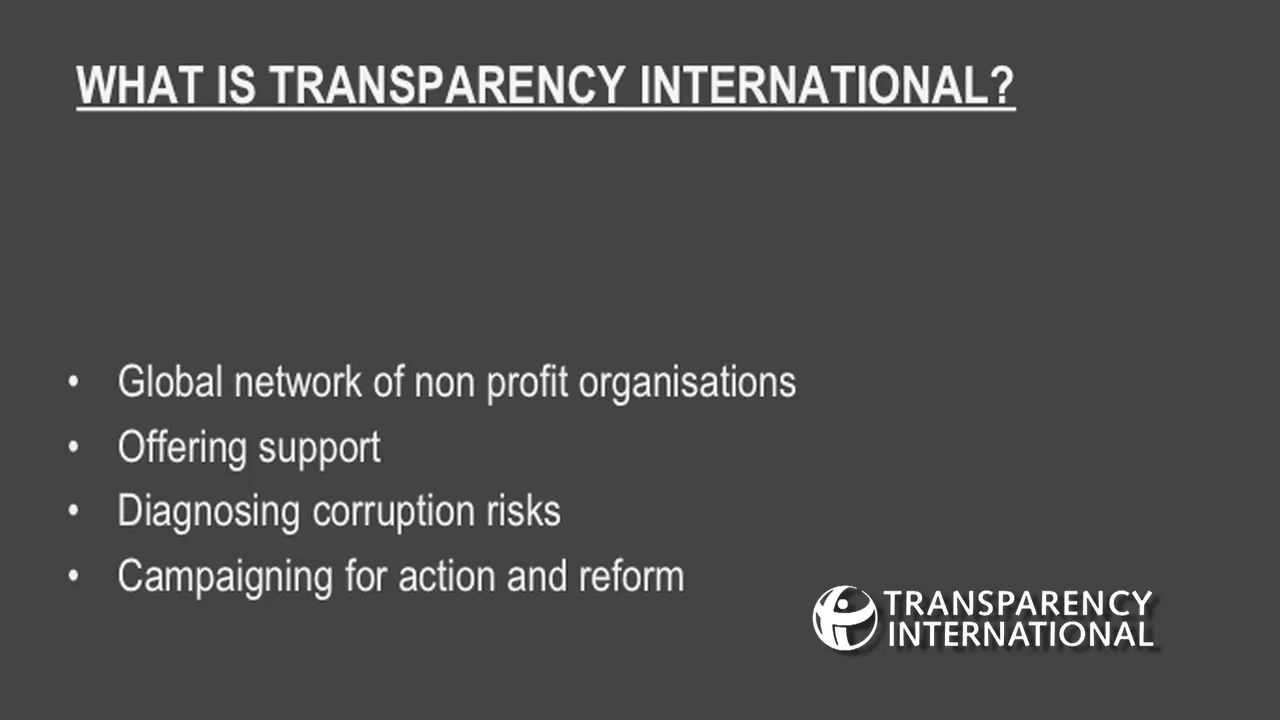 WHAT IS TRANSPARENCY INTERNATIONAL?
• Global network of non profit organisations
• Offering support
• Diagnosing corruption risks
• Campaigning for action and reform
TRANSPARENCY
INTERNATIONAL